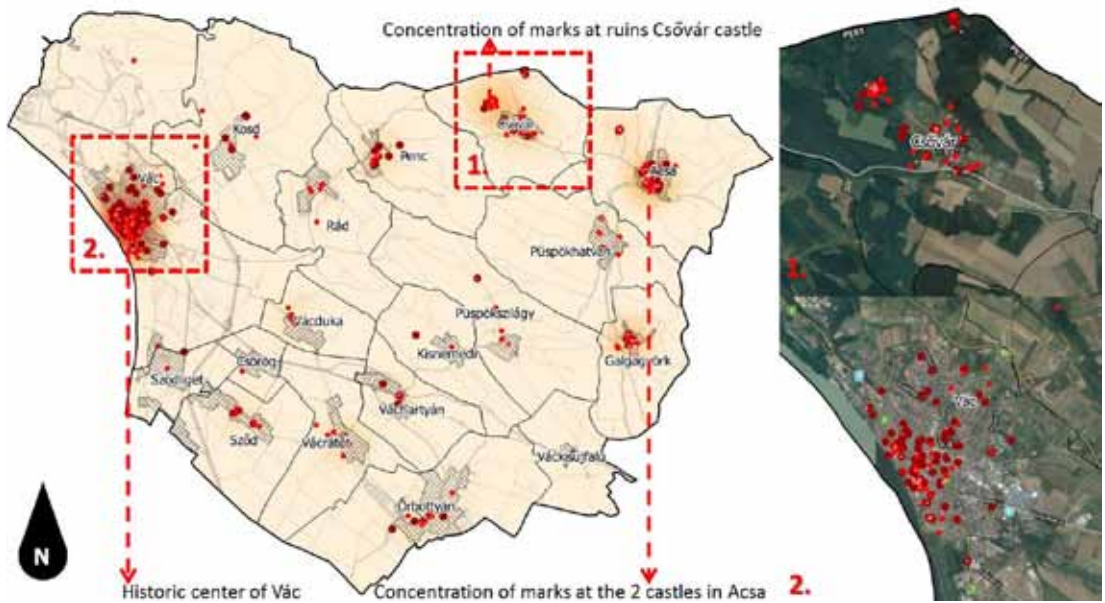 Concentration of marks at ruins Csővár castle
Kosd
Penc
Csővár
1.
Acsa
Vác
2.
Rád
Püspökhatvan
Vácduka
Püspökszilágy
Kisnémedi
Galgagyörk
Csörög
Sződliget
Váchartyán
Sződ
Vácrátót
Váckisújfalu
Őrbottyán
N
Historic center of Vác
Concentration of marks at the 2 castles in Acsa
Csővár
1.
Vác
2.